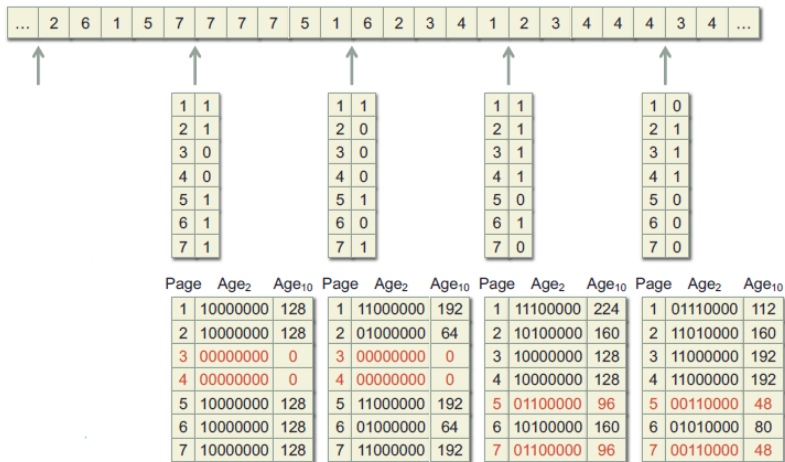 ... 2 6 1 5 7 7 7 7 5 1 6 2 3 4 1 2 3 4 4 4 3 4 ...
1 1 1 1 1 1 1 0
2 1 2 0 2 1 2 1
3 0 3 0 3 1 3 1
4 0 4 0 4 1 4 1
5 1 5 1 5 0 5 0
6 1 6 0 6 1 6 0
7 1 7 1 7 0 7 0
Page Age₂ Age₁₀ Page Age₂ Age₁₀ Page Age₂ Age₁₀ Page Age₂ Age₁₀
1 10000000 128 1 11000000 192 1 11100000 224 1 01110000 112
2 10000000 128 2 01000000 64 2 10100000 160 2 11010000 160
3 00000000 0 3 00000000 0 3 10000000 128 3 11000000 192
4 00000000 0 4 00000000 0 4 10000000 128 4 11000000 192
5 10000000 128 5 11000000 192 5 01100000 96 5 00110000 48
6 10000000 128 6 01000000 64 6 10100000 160 6 01010000 80
7 10000000 128 7 11000000 192 7 01100000 96 7 00110000 48